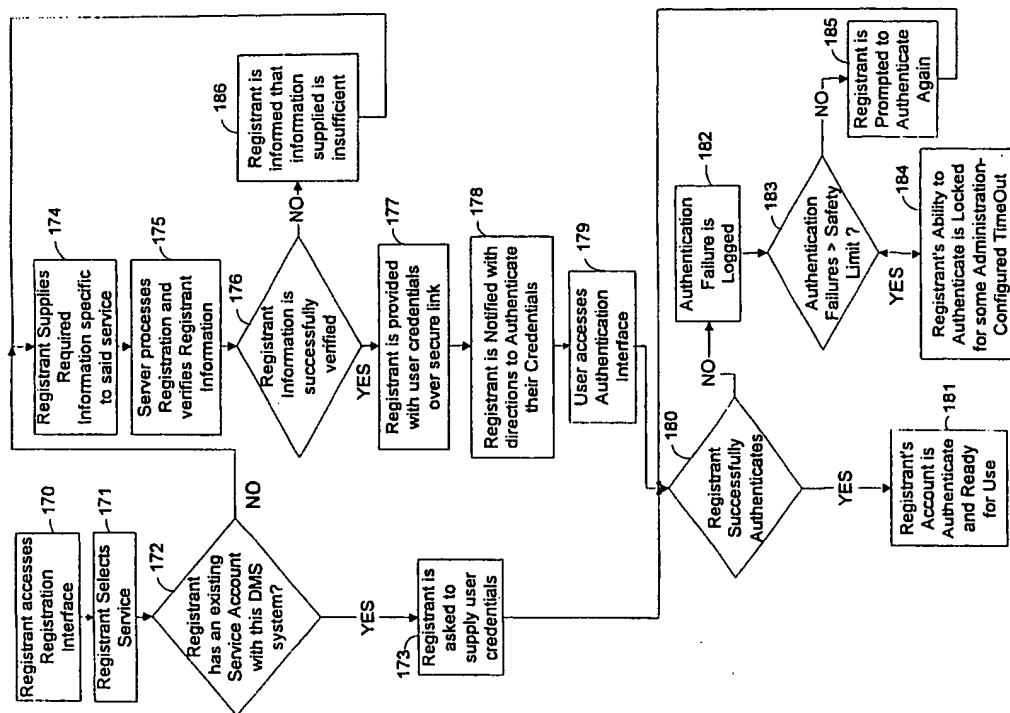 170
Registrant accesses
Registration
Interface
171
Registrant Selects
Service
172
Registrant
has an existing
Service Account
with this DMS
system?
NO
YES
173
Registrant is
asked to
supply user
credentials
174
Registrant Supplies
Required
Information specific
to said service
175
Server processes
Registration and
verifies Registrant
Information
176
Registrant
Information is
successfully
verified
NO
186
Registrant is
informed that
information
supplied is
insufficient
YES
177
Registrant is provided
with user credentials
over secure link
178
Registrant is Notified with
directions to Authenticate
their Credentials
179
User accesses
Authentication
Interface
180
Registrant
Successfully
Authenticates
YES
181
Registrant's
Account is
Authenticate
and Ready
for Use
NO
182
Authentication
Failure is
Logged
183
Authentication
Failures > Safety
Limit ?
NO
185
Registrant is
Prompted to
Authenticate
Again
YES
184
Registrant's Ability to
Authenticate is Locked
for some Administration-
Configured TimeOut